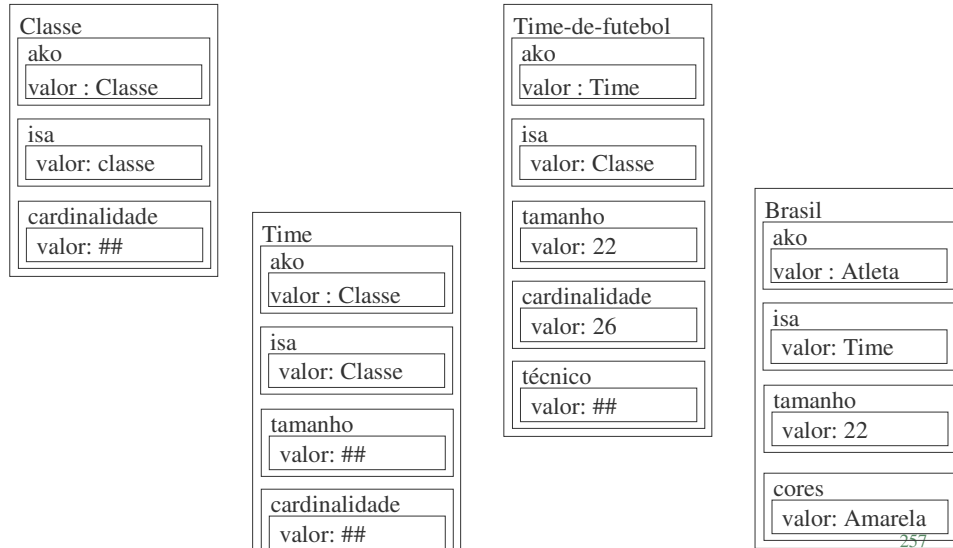 Classe
ako
valor : Classe
isa
valor: classe
cardinalidade
valor: ##
Time
ako
valor : Classe
isa
valor: Classe
tamanho
valor: ##
cardinalidade
valor: ##
Time-de-futebol
ako
valor : Time
isa
valor: Classe
tamanho
valor: 22
cardinalidade
valor: 26
técnico
valor: ##
Brasil
ako
valor : Atleta
isa
valor: Time
tamanho
valor: 22
cores
valor: Amarela
257